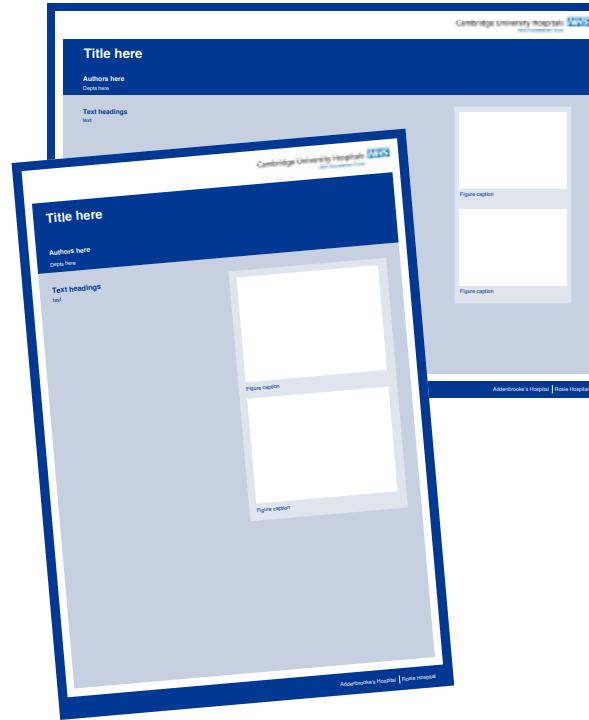 Cambridge University Hospitals NHS
NHS Foundation Trust
Title here
Authors here
Depts here
Text headings
text
Figure caption
Figure caption
Addenbrooke's Hospital | Rosie Hospital
Cambridge University Hospitals NHS
NHS Foundation Trust
Title here
Authors here
Depts here
Text headings
text
Figure caption
Figure caption
Addenbrooke's Hospital | Rosie Hospital